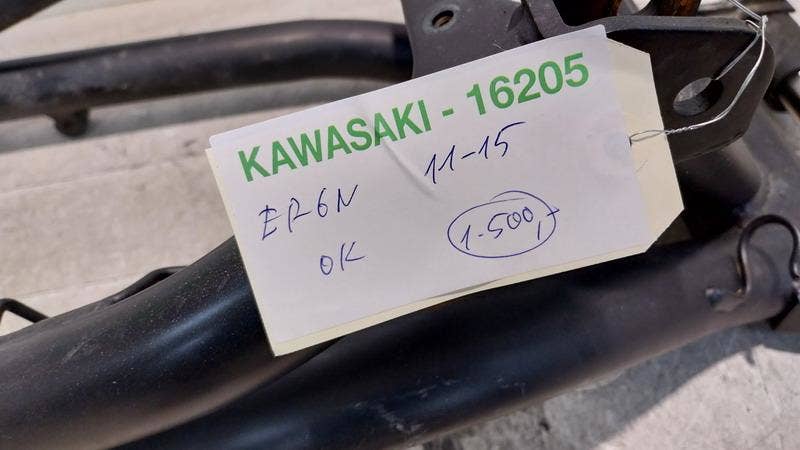 KAWASAKI - 16205
ER6N 11-15
OK 1-500,-